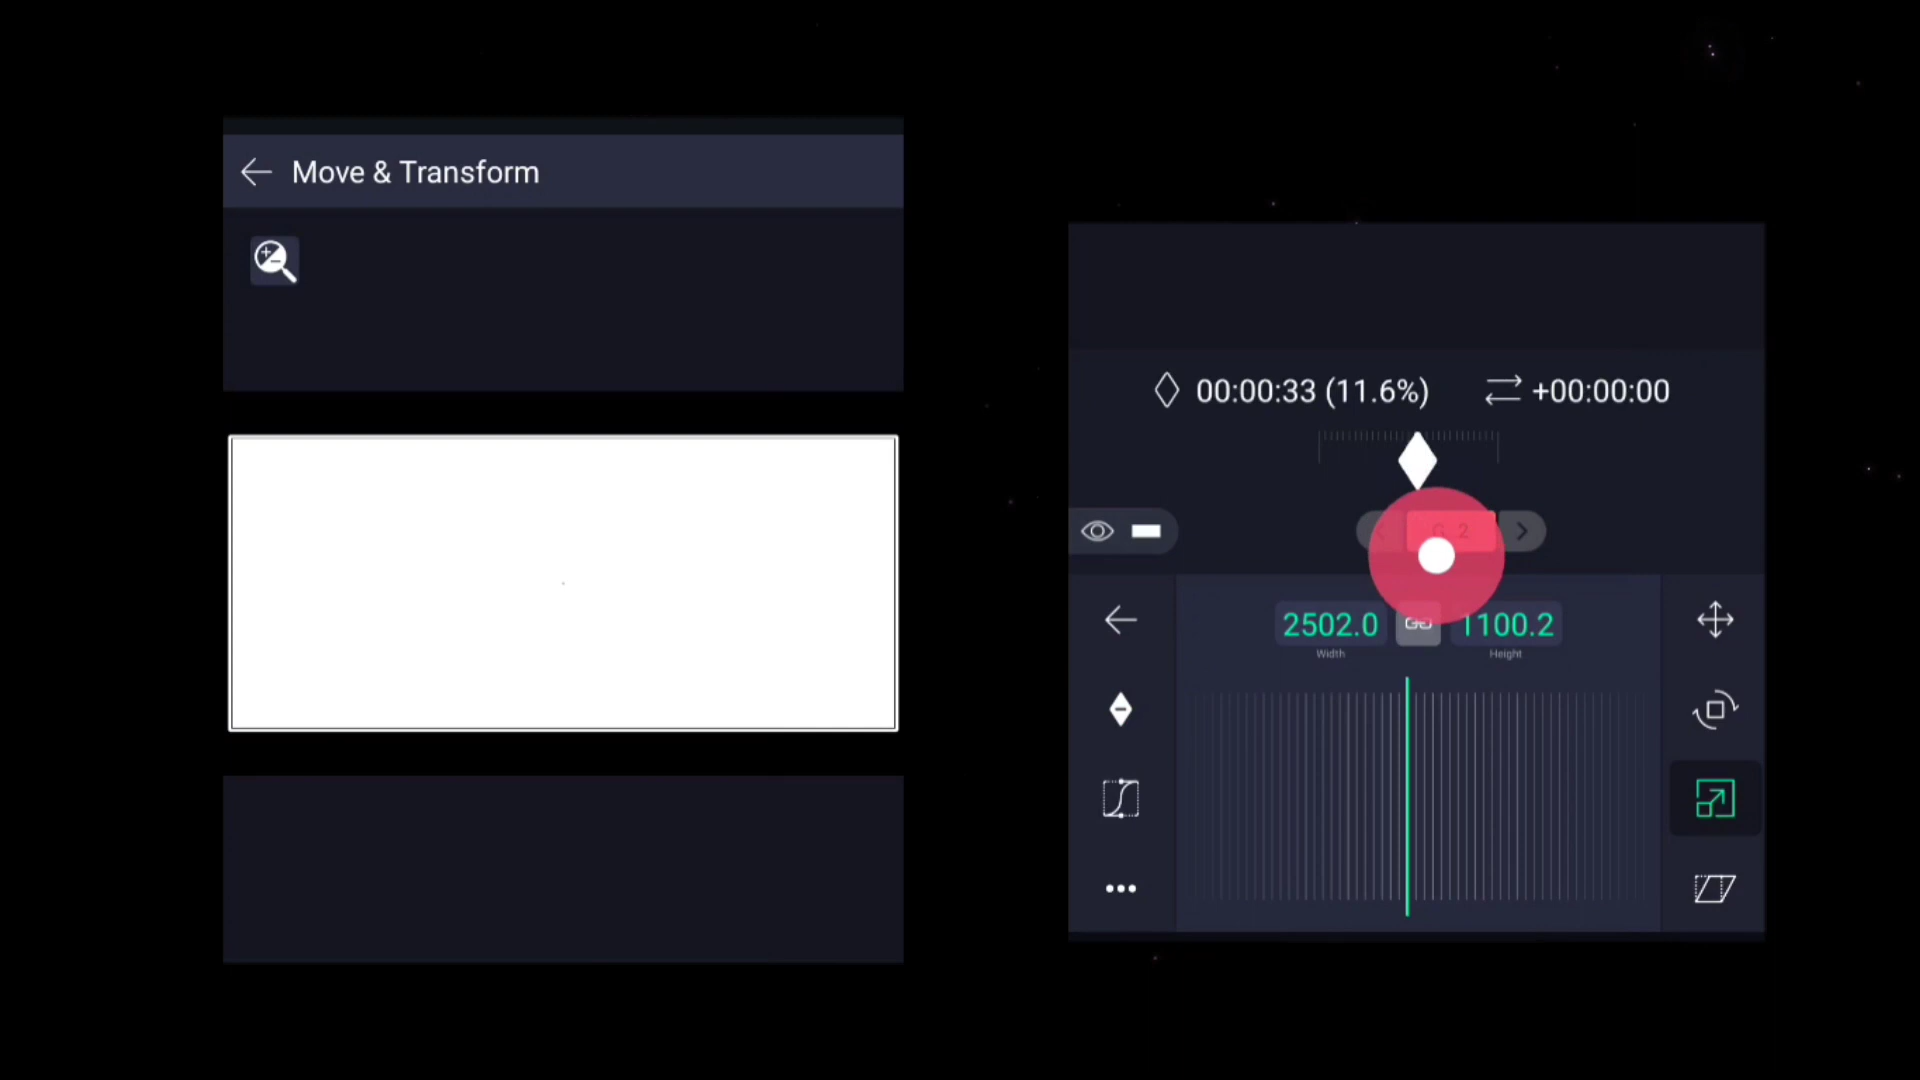 Move & Transform
00:00:33 (11.6%)
+00:00:00
2502.0
1100.2
Width
Height